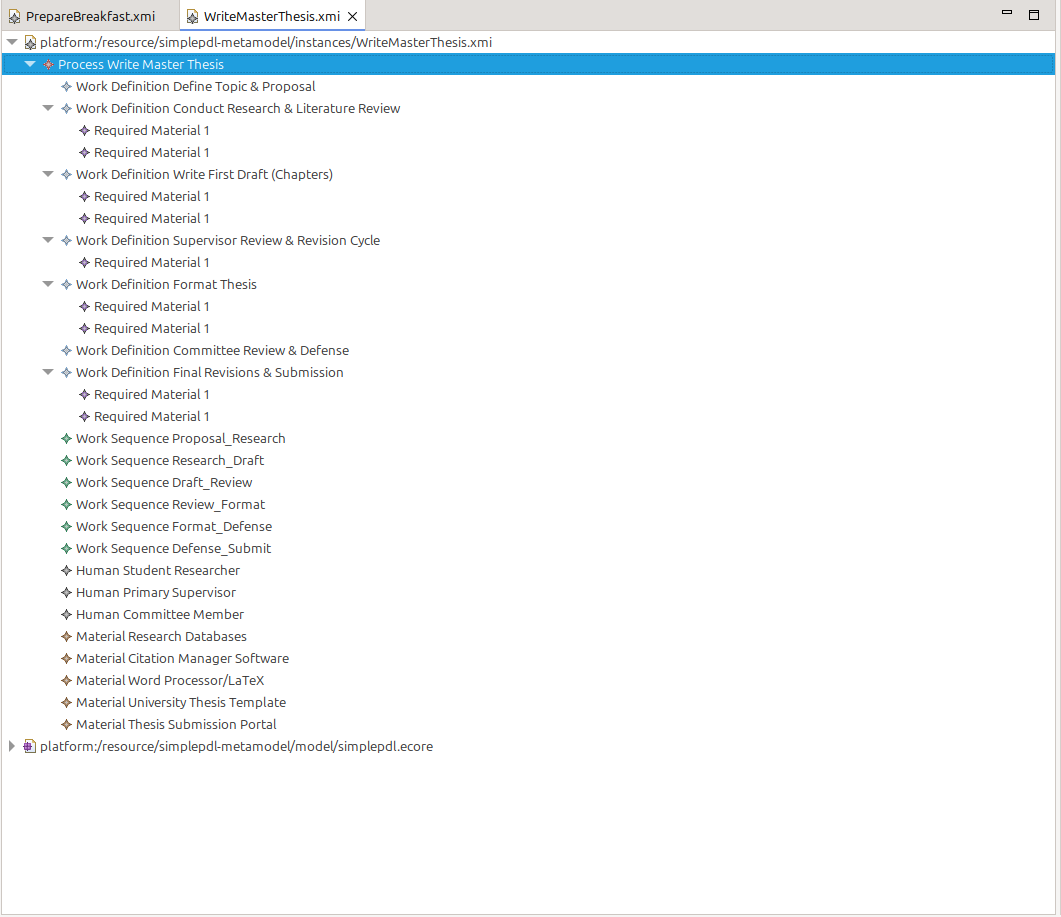 PrepareBreakfast.xmi
WriteMasterThesis.xmi
platform:/resource/simplepdl-metamodel/instances/WriteMasterThesis.xmi
Process Write Master Thesis
Work Definition Define Topic & Proposal
Work Definition Conduct Research & Literature Review
Required Material 1
Required Material 1
Work Definition Write First Draft (Chapters)
Required Material 1
Required Material 1
Work Definition Supervisor Review & Revision Cycle
Required Material 1
Work Definition Format Thesis
Required Material 1
Required Material 1
Work Definition Committee Review & Defense
Work Definition Final Revisions & Submission
Required Material 1
Required Material 1
Work Sequence Proposal_Research
Work Sequence Research_Draft
Work Sequence Draft_Review
Work Sequence Review_Format
Work Sequence Format_Defense
Work Sequence Defense_Submit
Human Student Researcher
Human Primary Supervisor
Human Committee Member
Material Research Databases
Material Citation Manager Software
Material Word Processor/LaTeX
Material University Thesis Template
Material Thesis Submission Portal
platform:/resource/simplepdl-metamodel/model/simplepdl.ecore